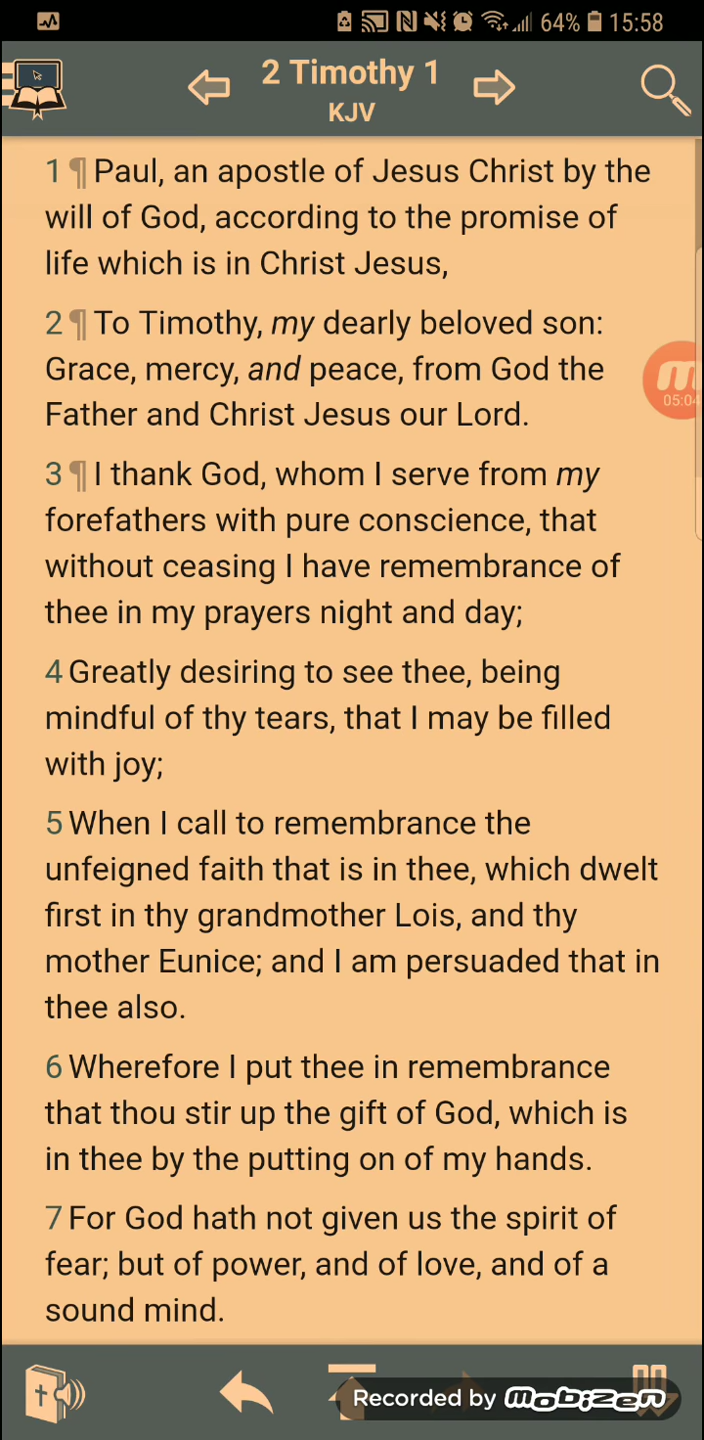 64% 15:58
2 Timothy 1
KJV
1 ¶ Paul, an apostle of Jesus Christ by the
will of God, according to the promise of
life which is in Christ Jesus,
2 ¶ To Timothy, my dearly beloved son:
Grace, mercy, and peace, from God the
Father and Christ Jesus our Lord.
m
05:04
3 ¶ I thank God, whom I serve from my
forefathers with pure conscience, that
without ceasing I have remembrance of
thee in my prayers night and day;
4 Greatly desiring to see thee, being
mindful of thy tears, that I may be filled
with joy;
5 When I call to remembrance the
unfeigned faith that is in thee, which dwelt
first in thy grandmother Lois, and thy
mother Eunice; and I am persuaded that in
thee also.
6 Wherefore I put thee in remembrance
that thou stir up the gift of God, which is
in thee by the putting on of my hands.
7 For God hath not given us the spirit of
fear; but of power, and of love, and of a
sound mind.
Recorded by mobizen